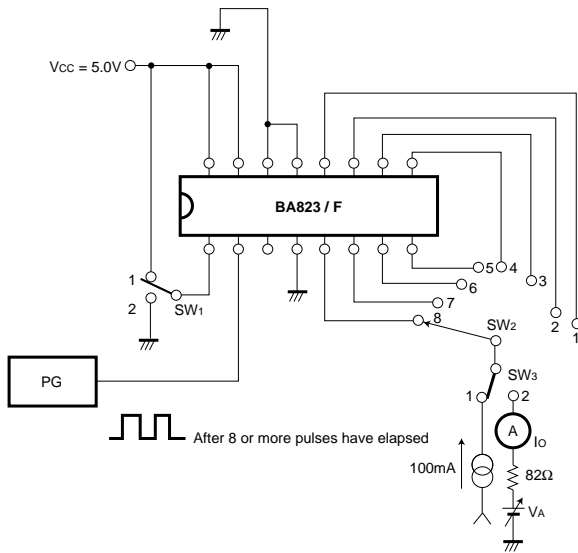 VCC = 5.0V
BA823 / F
1
2
SW1
5
4
3
6
7
2
1
8
SW2
SW3
PG
1
2
A
IO
After 8 or more pulses have elapsed
100mA
82Ω
VA